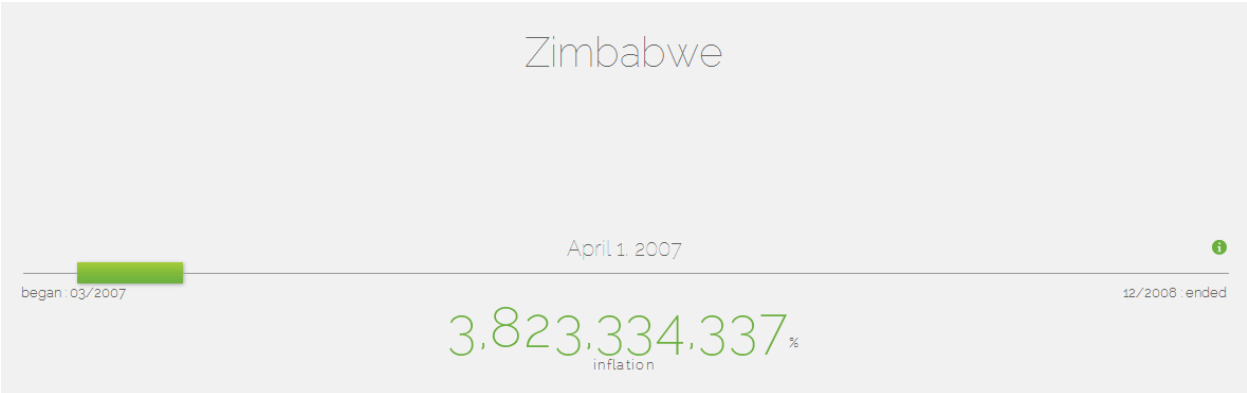 Zimbabwe
April 1, 2007
i
began : 03/2007
12/2008 : ended
3,823,334,337%
inflation